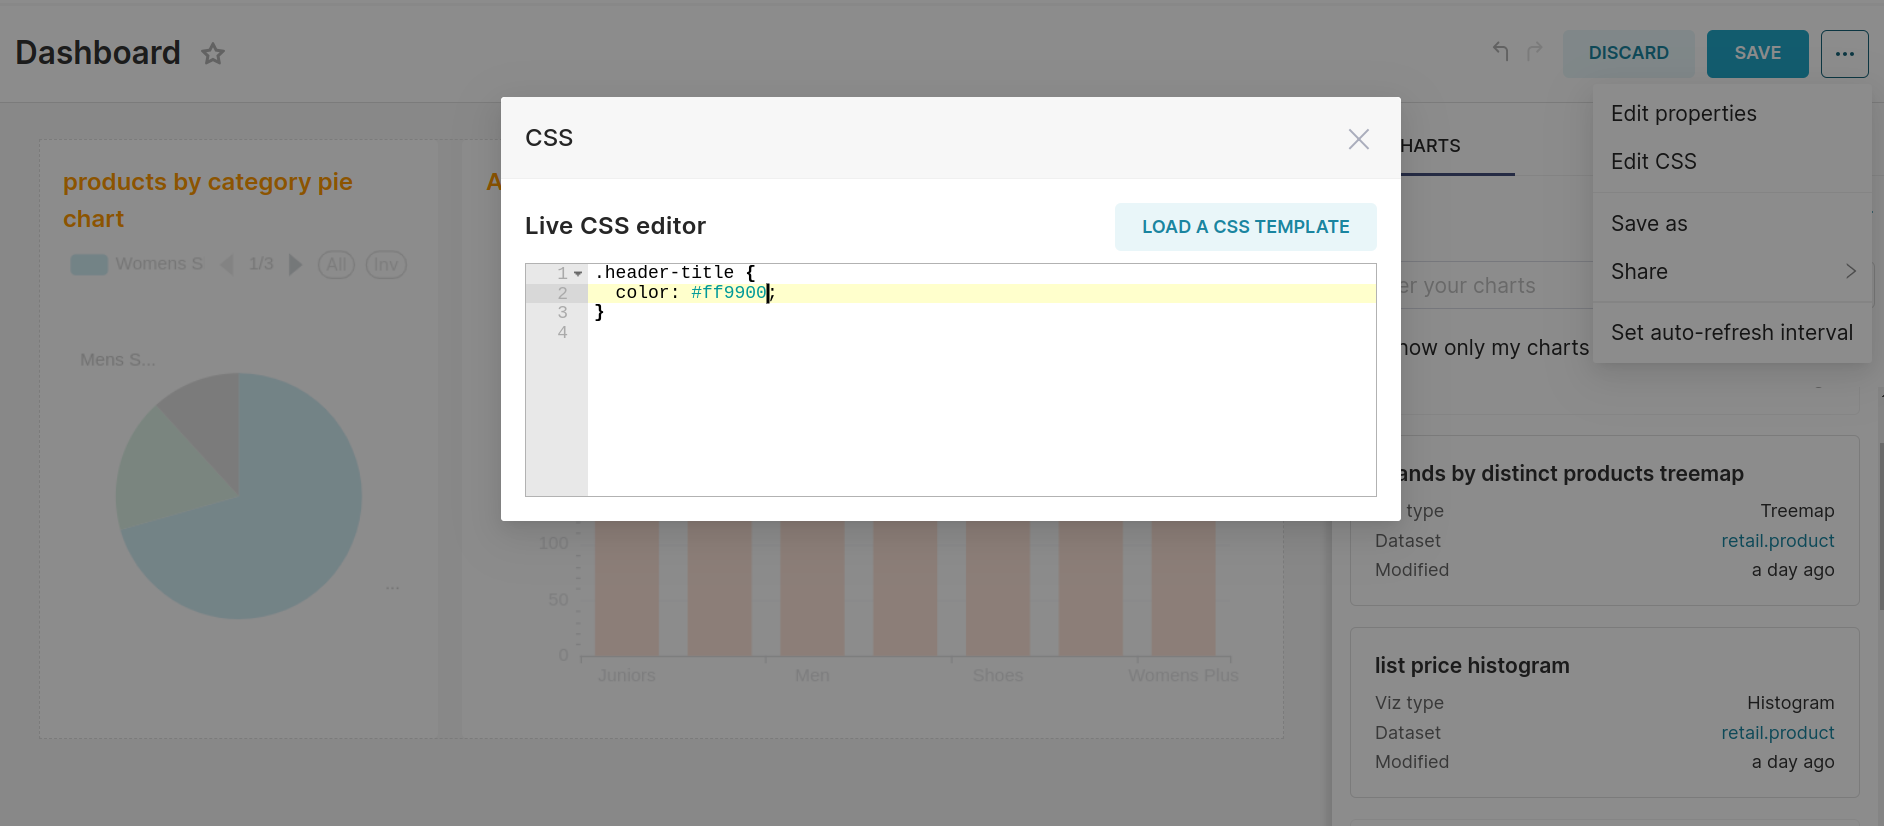 Dashboard
DISCARD
SAVE
Edit properties
Edit CSS
Save as
Share
Set auto-refresh interval
CSS
Live CSS editor
LOAD A CSS TEMPLATE
1
.header-title {
2
color: #ff9900;
3
}
4
products by category pie
chart
A
Womens S
1/3
All
Inv
Mens S...
...
100
50
0
Juniors
Men
Shoes
Womens Plus
HARTS
er your charts
how only my charts
ands by distinct products treemap
type
Treemap
Dataset
retail.product
Modified
a day ago
list price histogram
Viz type
Histogram
Dataset
retail.product
Modified
a day ago